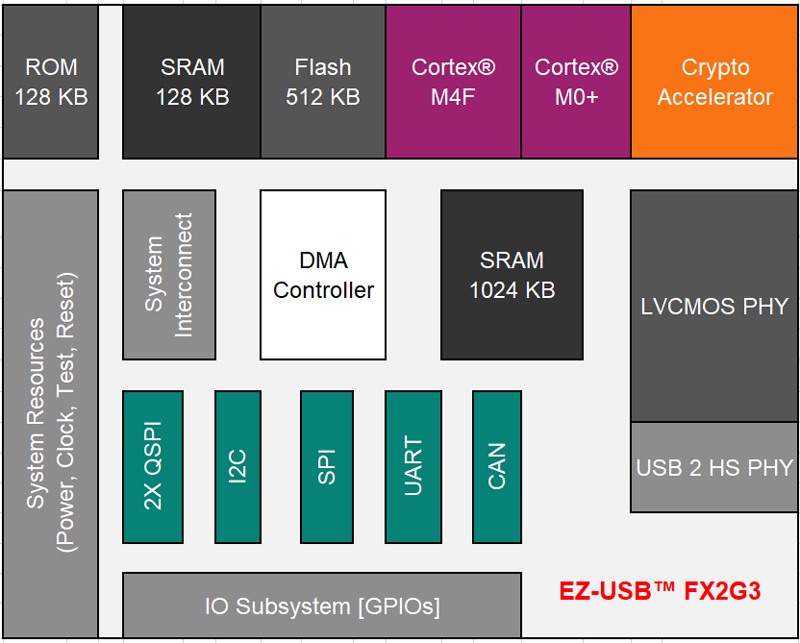 ROM
128 KB
SRAM
128 KB
Flash
512 KB
Cortex®
M4F
Cortex®
M0+
Crypto
Accelerator
System Resources
(Power, Clock, Test, Reset)
System
Interconnect
DMA
Controller
SRAM
1024 KB
LVCMOS PHY
2X QSPI
I2C
SPI
UART
CAN
USB 2 HS PHY
IO Subsystem [GPIOs]
EZ-USB™ FX2G3